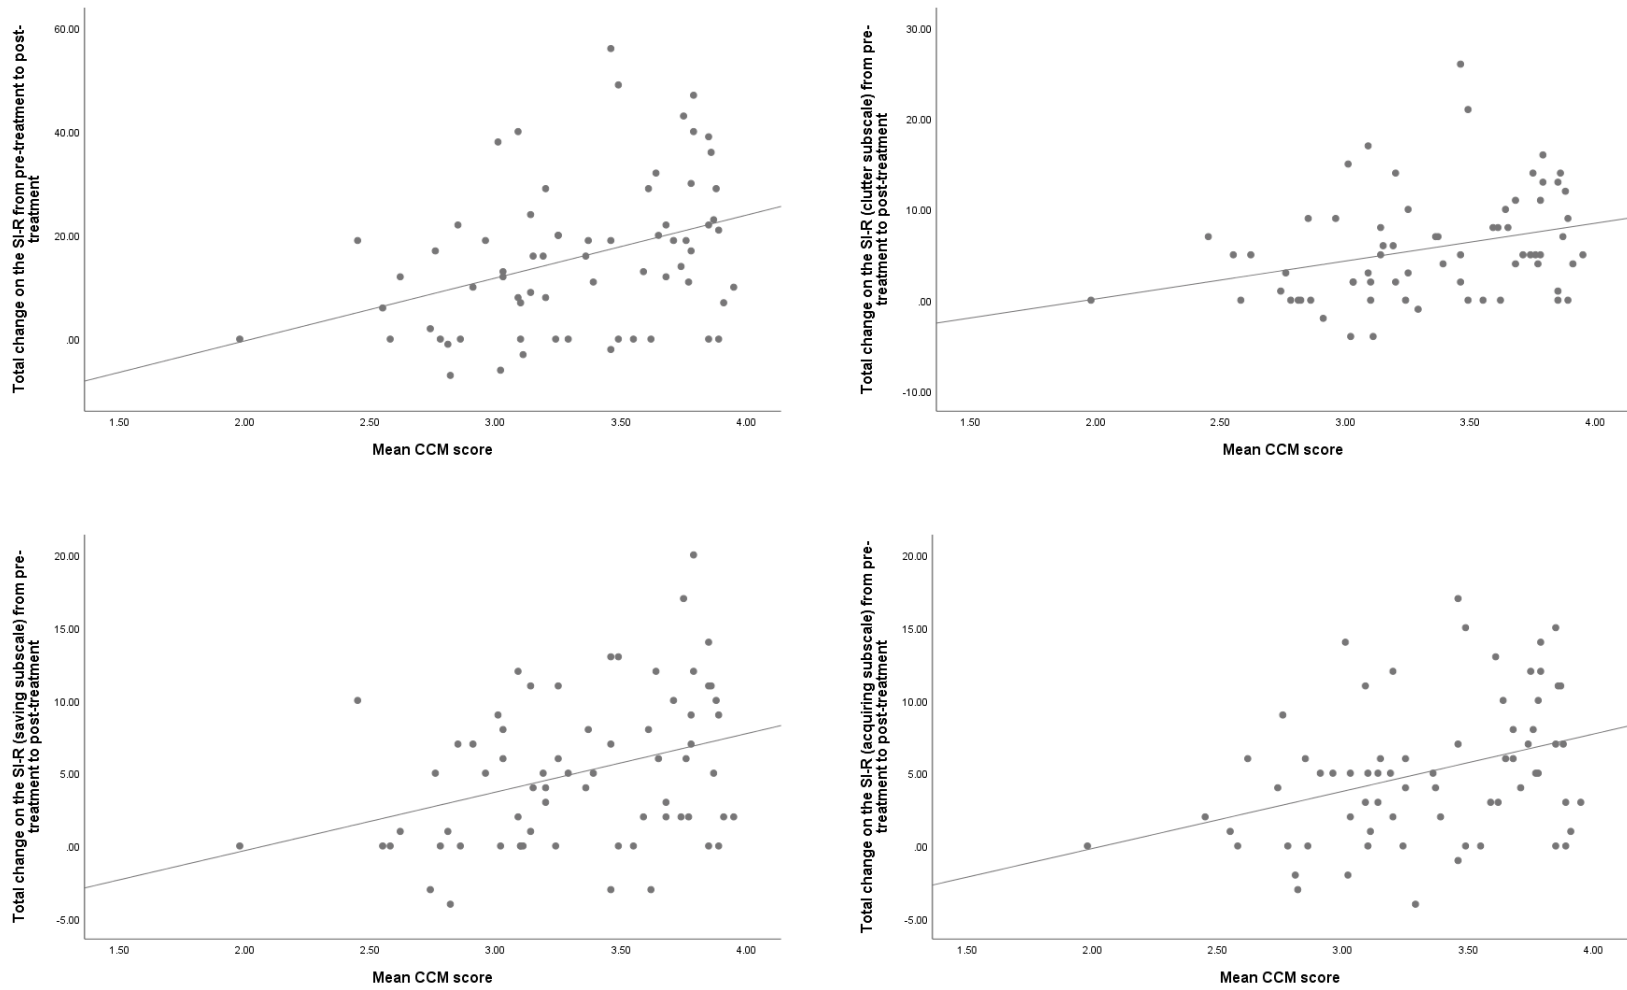 Total change on the SI-R from pre-treatment to post-
treatment
60.00
40.00
20.00
.00
1.50 2.00 2.50 3.00 3.50 4.00
Mean CCM score
Total change on the SI-R (clutter subscale) from pre-
treatment to post-treatment
30.00
20.00
10.00
.00
-10.00
1.50 2.00 2.50 3.00 3.50 4.00
Mean CCM score
Total change on the SI-R (saving subscale) from pre-
treatment to post-treatment
20.00
15.00
10.00
5.00
.00
-5.00
1.50 2.00 2.50 3.00 3.50 4.00
Mean CCM score
Total change on the SI-R (acquiring subscale) from pre-
treatment to post-treatment
20.00
15.00
10.00
5.00
.00
-5.00
1.50 2.00 2.50 3.00 3.50 4.00
Mean CCM score